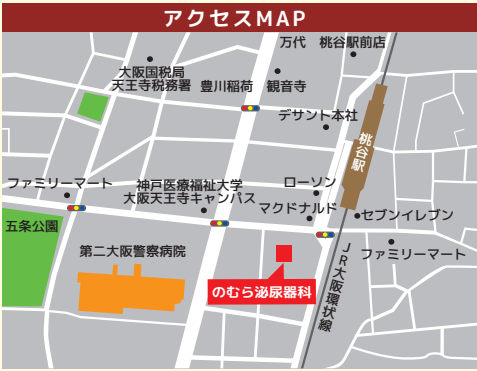 アクセスMAP
万代 桃谷駅前店
大阪国税局
天王寺税務署
豊川稲荷 観音寺
デサント本社
桃谷駅
ファミリーマート
神戸医療福祉大学
大阪天王寺キャンパス
ローソン
マクドナルド
セブンイレブン
五条公園
第二大阪警察病院
ファミリーマート
JR大阪環状線
のむら泌尿器科